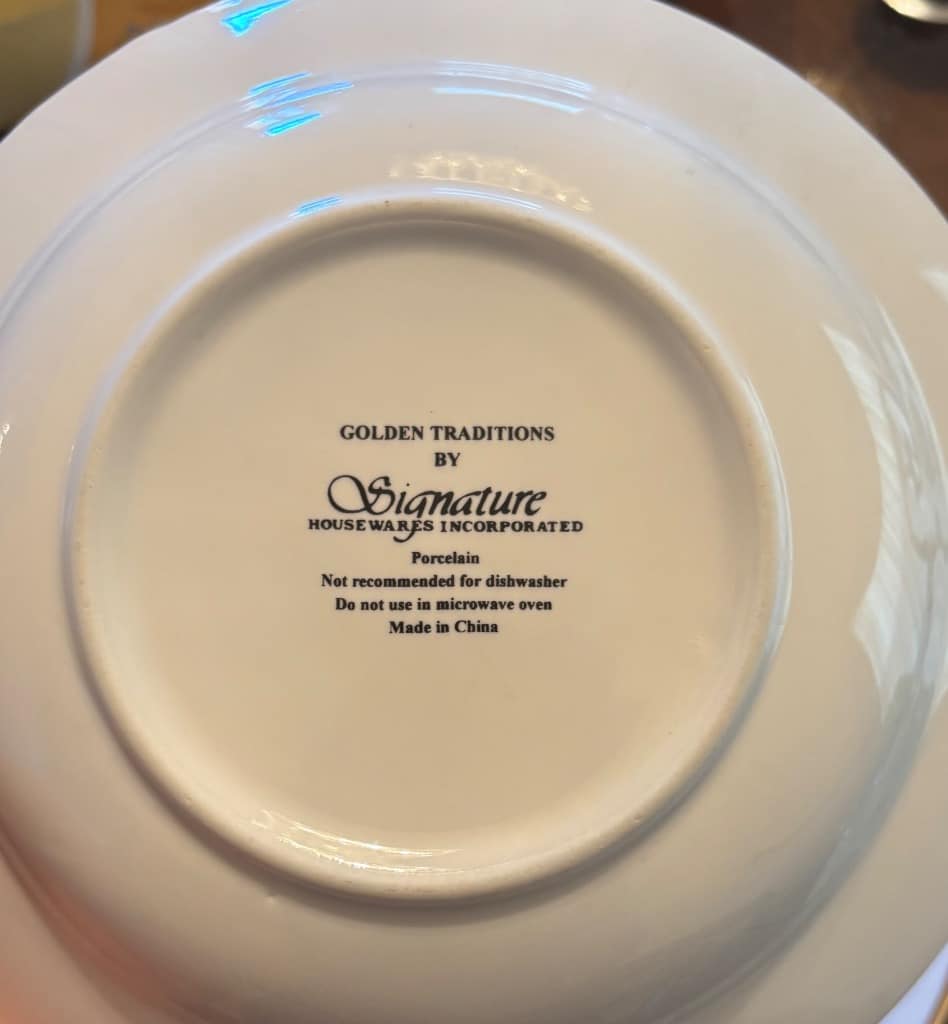 GOLDEN TRADITIONS
BY
Signature
HOUSEWARES INCORPORATED
Porcelain
Not recommended for dishwasher
Do not use in microwave oven
Made in China